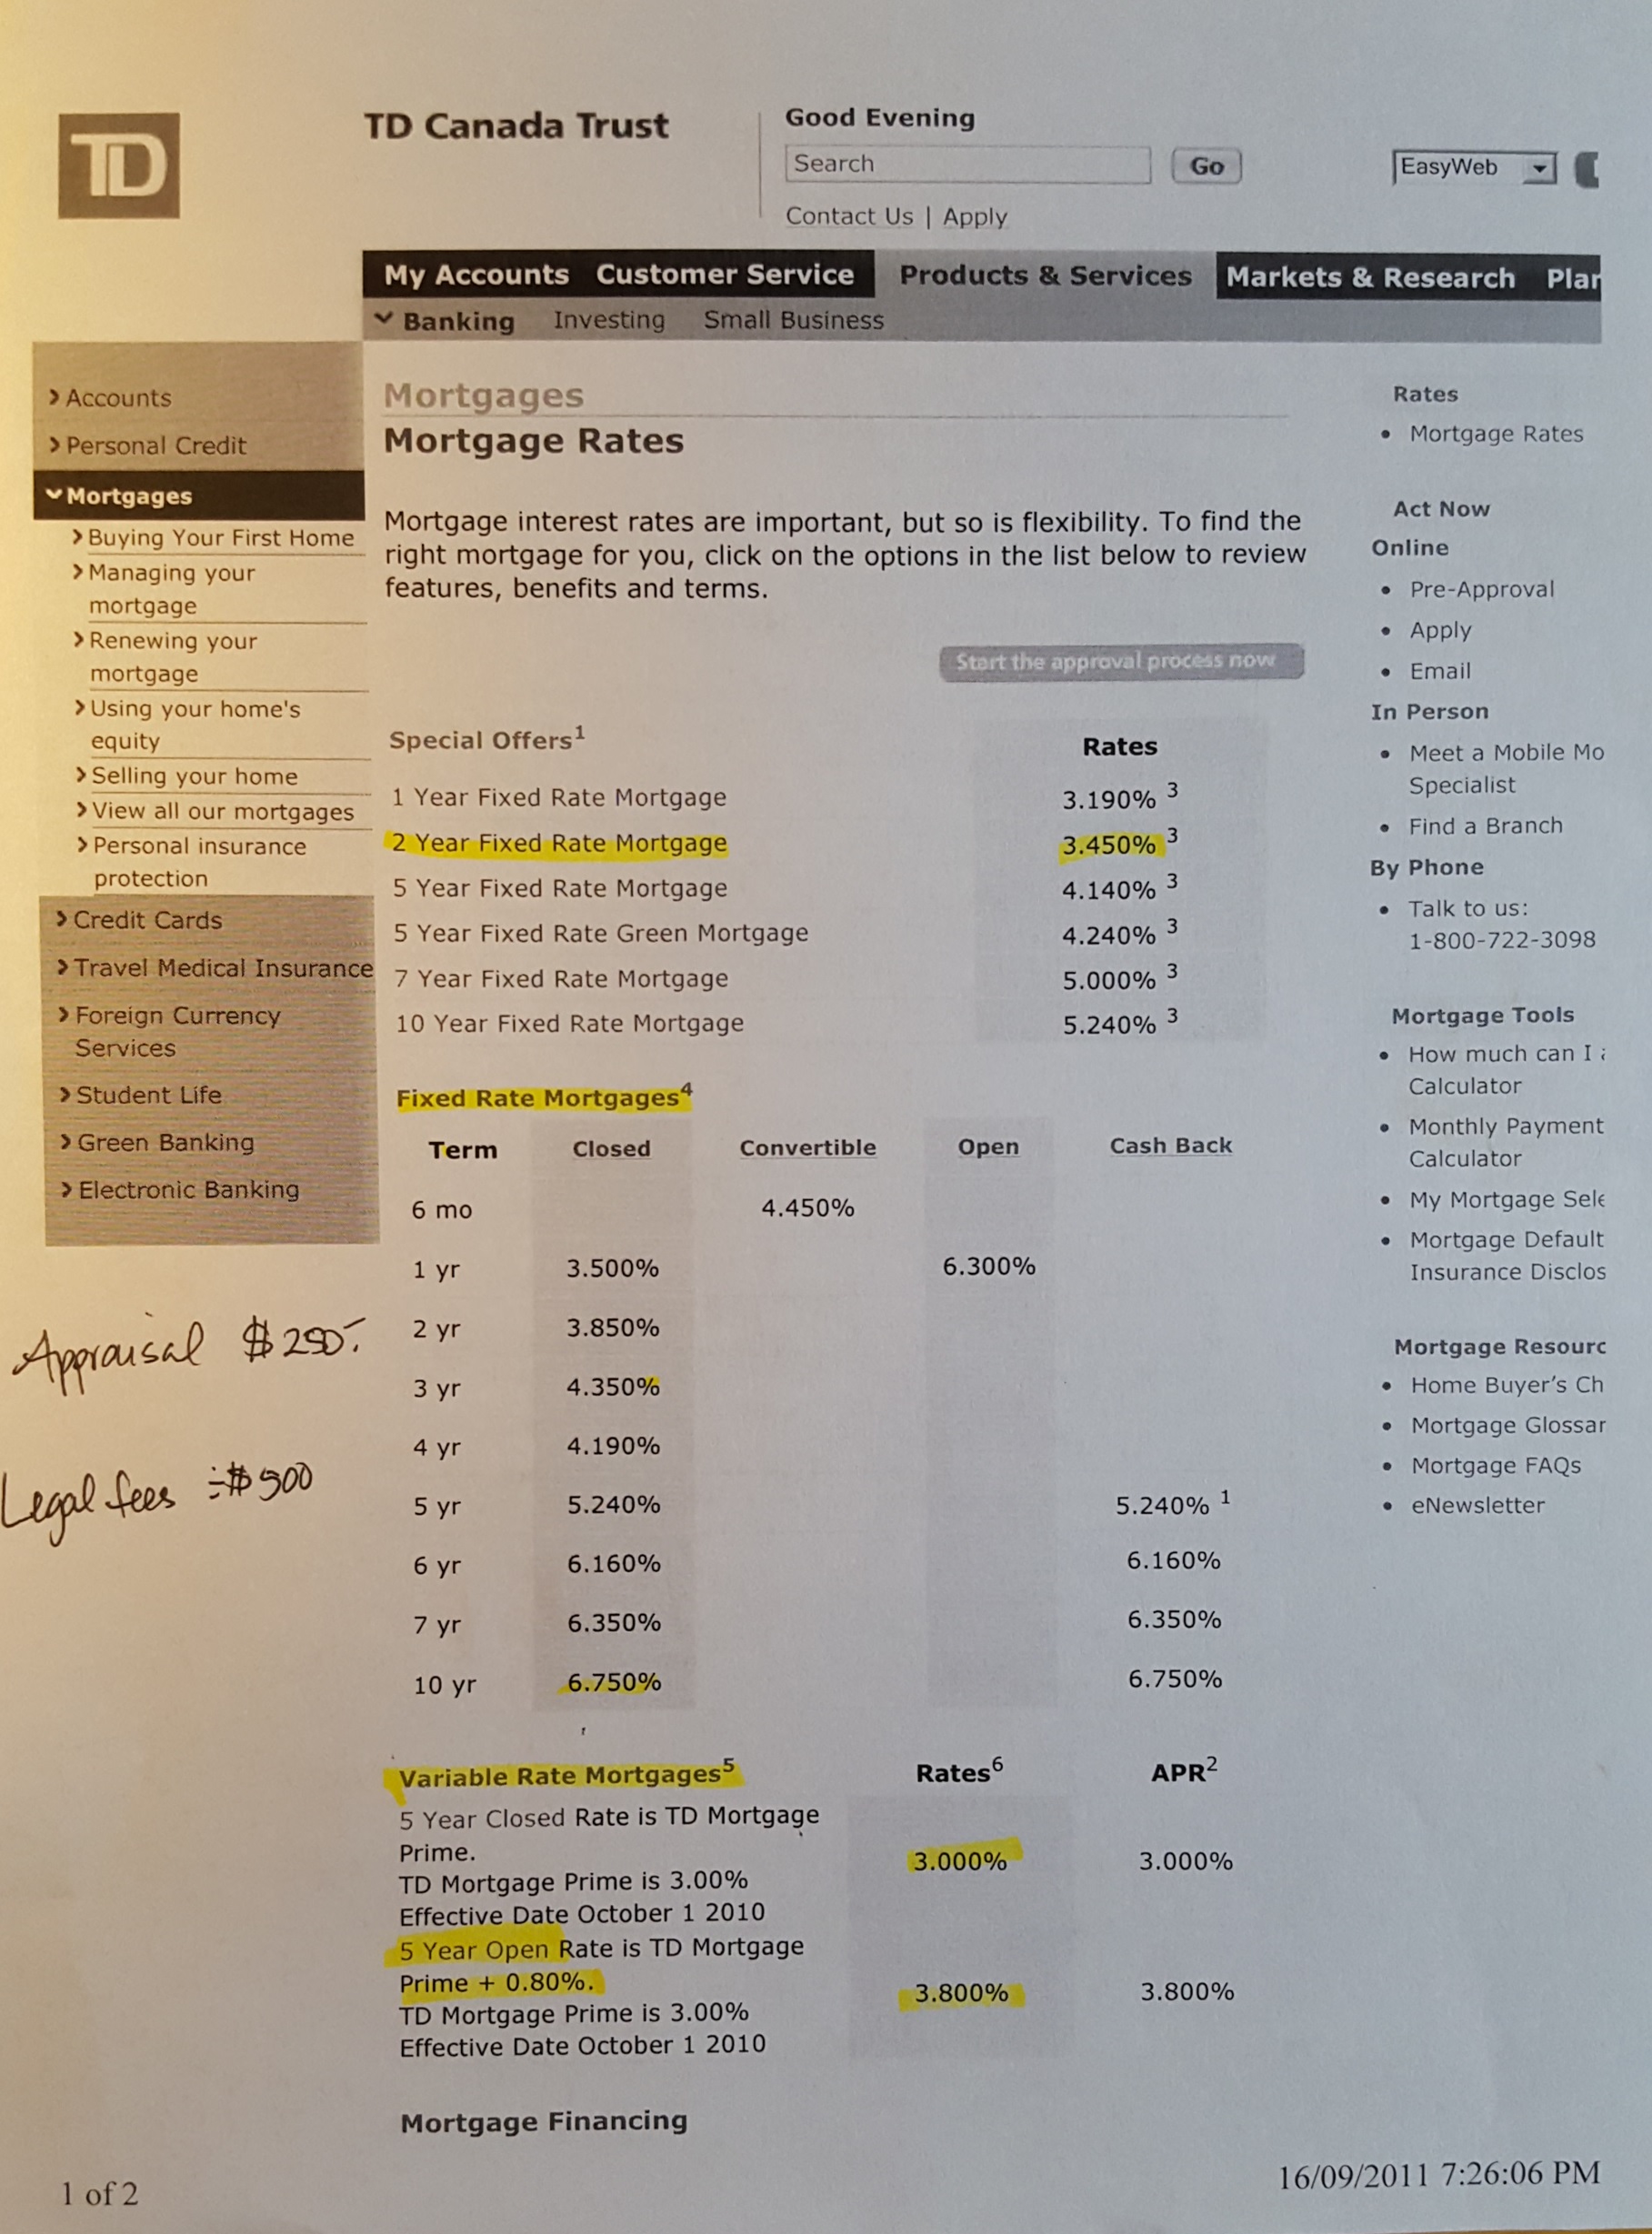 TD
TD Canada Trust
Good Evening
Search
Go
EasyWeb
Contact Us | Apply
My Accounts Customer Service Products & Services Markets & Research Plan
Banking Investing Small Business
Accounts
Personal Credit
Mortgages
Buying Your First Home
Managing your
mortgage
Renewing your
mortgage
Using your home's
equity
Selling your home
View all our mortgages
Personal insurance
protection
Credit Cards
Travel Medical Insurance
Foreign Currency
Services
Student Life
Green Banking
Electronic Banking
Appraisal $250.-
Legal fees ÷$500
Mortgages
Mortgage Rates
Mortgage interest rates are important, but so is flexibility. To find the
right mortgage for you, click on the options in the list below to review
features, benefits and terms.
Start the approval process now
Special Offers1 Rates
1 Year Fixed Rate Mortgage 3.190% 3
2 Year Fixed Rate Mortgage 3.450% 3
5 Year Fixed Rate Mortgage 4.140% 3
5 Year Fixed Rate Green Mortgage 4.240% 3
7 Year Fixed Rate Mortgage 5.000% 3
10 Year Fixed Rate Mortgage 5.240% 3
Fixed Rate Mortgages4
Term Closed Convertible Open Cash Back
6 mo 4.450%
1 yr 3.500% 6.300%
2 yr 3.850%
3 yr 4.350%
4 yr 4.190%
5 yr 5.240% 5.240% 1
6 yr 6.160% 6.160%
7 yr 6.350% 6.350%
10 yr 6.750% 6.750%
Variable Rate Mortgages5 Rates6 APR2
5 Year Closed Rate is TD Mortgage
Prime.
3.000% 3.000%
TD Mortgage Prime is 3.00%
Effective Date October 1 2010
5 Year Open Rate is TD Mortgage
Prime + 0.80%.
3.800% 3.800%
TD Mortgage Prime is 3.00%
Effective Date October 1 2010
Mortgage Financing
Rates
• Mortgage Rates
Act Now
Online
• Pre-Approval
• Apply
• Email
In Person
• Meet a Mobile Mo
Specialist
• Find a Branch
By Phone
• Talk to us:
1-800-722-3098
Mortgage Tools
• How much can I
Calculator
• Monthly Payment
Calculator
• My Mortgage Sele
• Mortgage Default
Insurance Disclos
Mortgage Resourc
• Home Buyer's Ch
• Mortgage Glossar
• Mortgage FAQs
• eNewsletter
1 of 2
16/09/2011 7:26:06 PM